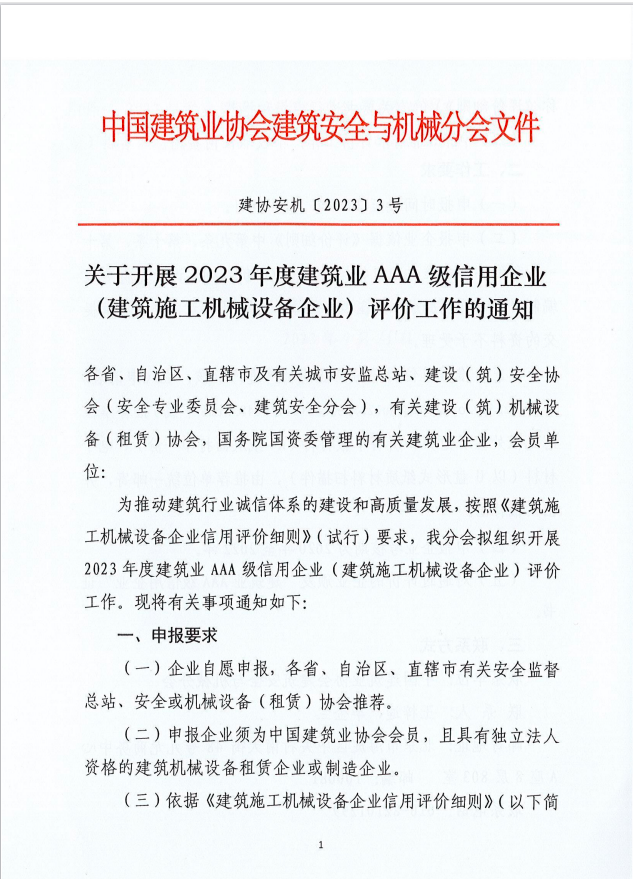 中国建筑业协会建筑安全与机械分会文件
建协安机〔2023〕3号
关于开展 2023 年度建筑业 AAA 级信用企业
（建筑施工机械设备企业）评价工作的通知
各省、自治区、直辖市及有关城市安监总站、建设（筑）安全协
会（安全专业委员会、建筑安全分会），有关建设（筑）机械设
备（租赁）协会，国务院国资委管理的有关建筑业企业，会员单
位：
为推动建筑行业诚信体系的建设和高质量发展，按照《建筑施
工机械设备企业信用评价细则》（试行）要求，我分会拟组织开展
2023 年度建筑业 AAA 级信用企业（建筑施工机械设备企业）评价
工作。现将有关事项通知如下：
一、申报要求
（一）企业自愿申报，各省、自治区、直辖市有关安全监督
总站、安全或机械设备（租赁）协会推荐。
（二）申报企业须为中国建筑业协会会员，且具有独立法人
资格的建筑机械设备租赁企业或制造企业。
（三）依据《建筑施工机械设备企业信用评价细则》（以下简
1